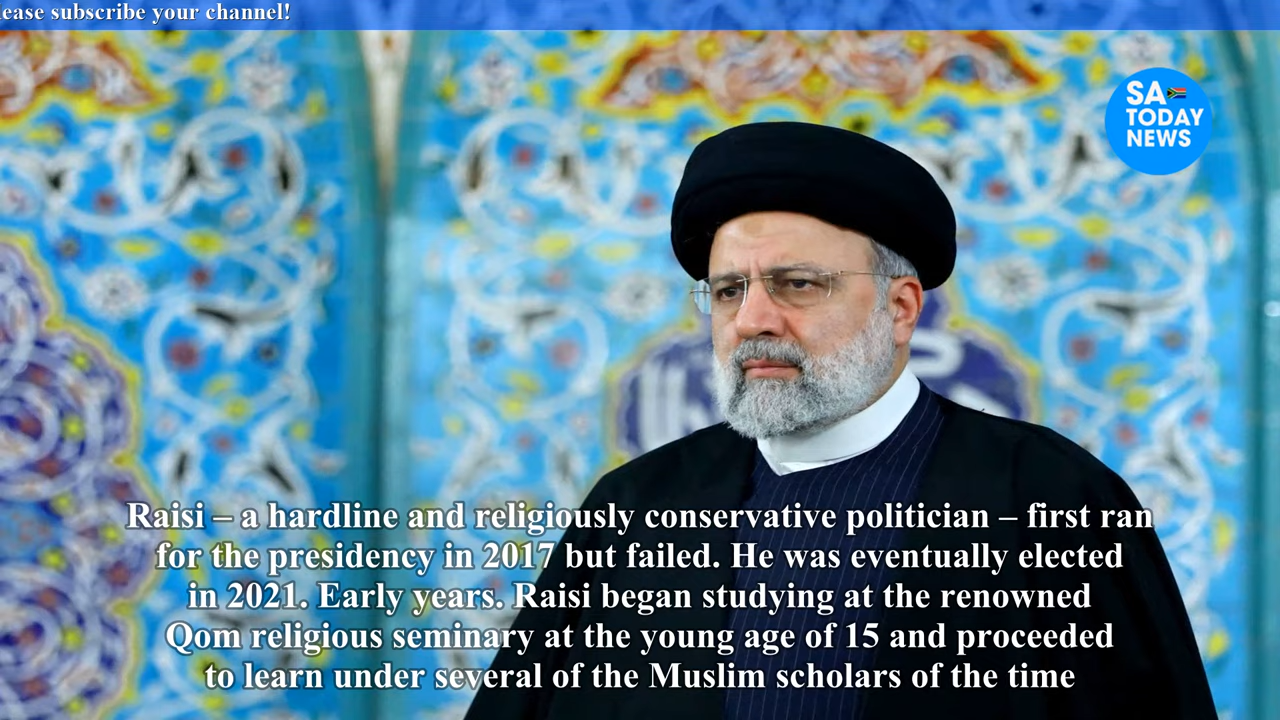 ease subscribe your channel!
SA
TODAY
NEWS
Raisi – a hardline and religiously conservative politician – first ran
for the presidency in 2017 but failed. He was eventually elected
in 2021. Early years. Raisi began studying at the renowned
Qom religious seminary at the young age of 15 and proceeded
to learn under several of the Muslim scholars of the time